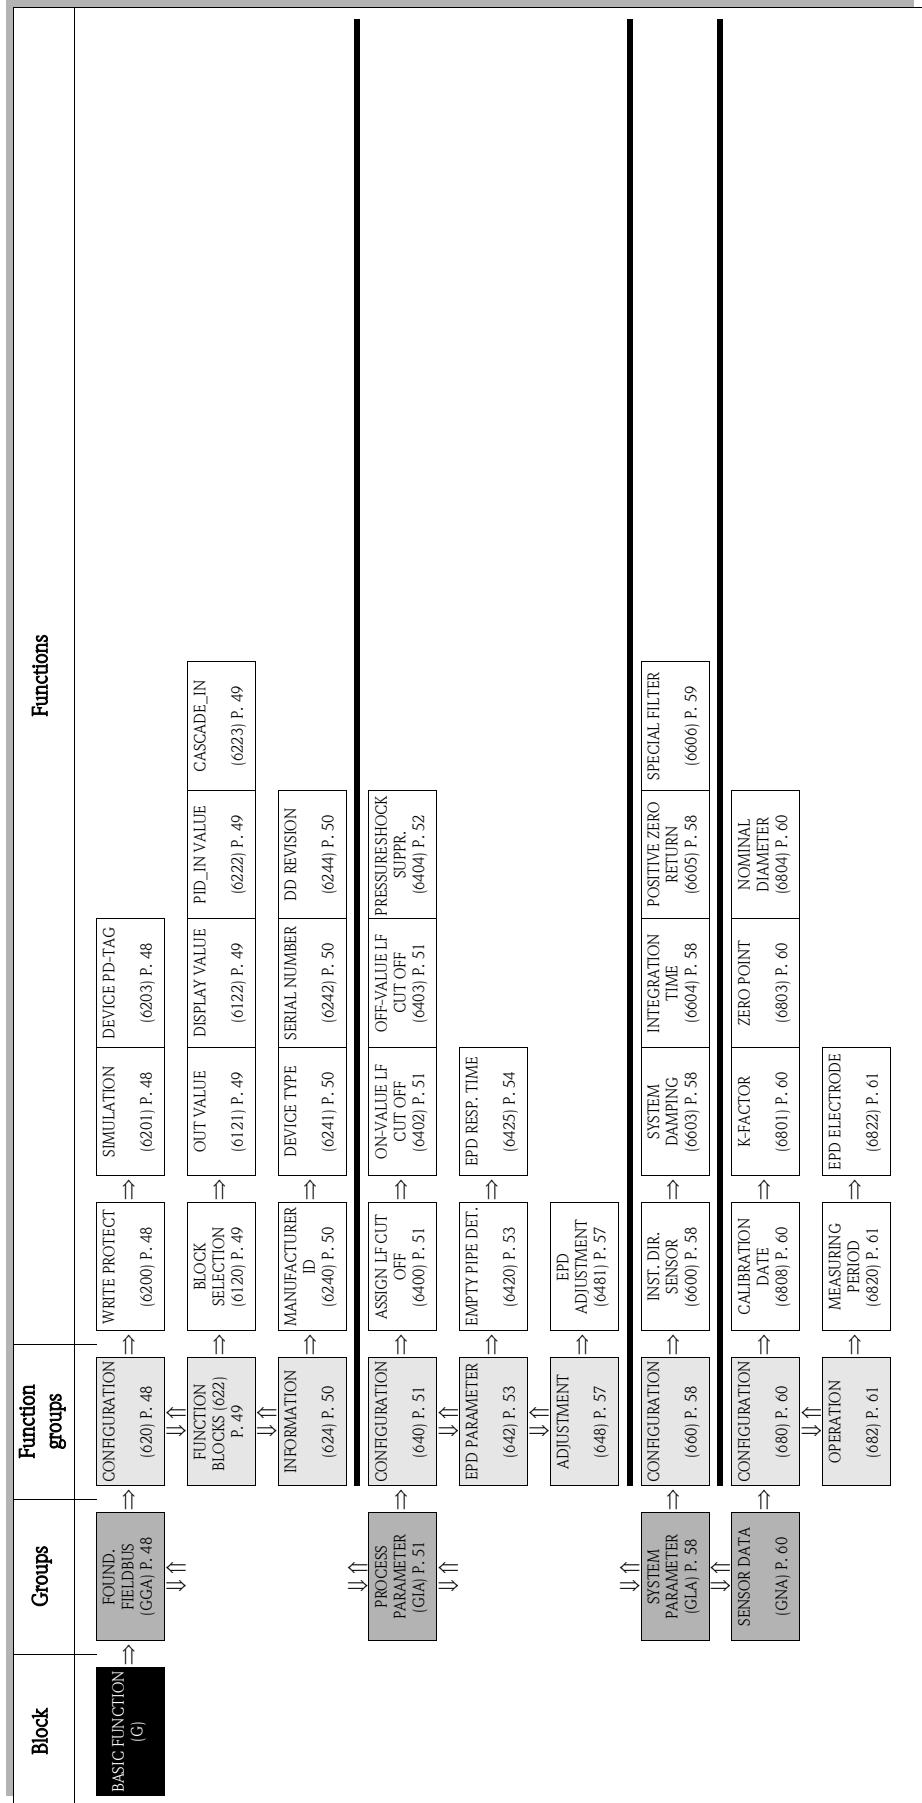 Block
Groups
Function
groups
Functions
BASIC FUNCTION
(G)
FOUND.
FIELDBUS
(GGA) P. 48
CONFIGURATION
(620) P. 48
WRITE PROTECT
(6200) P. 48
SIMULATION
(6201) P. 48
DEVICE PD-TAG
(6203) P. 48
FUNCTION
BLOCKS (622)
P. 49
BLOCK
SELECTION
(6120) P. 49
OUT VALUE
(6121) P. 49
DISPLAY VALUE
(6122) P. 49
PID_IN VALUE
(6222) P. 49
CASCADE_IN
(6223) P. 49
INFORMATION
(624) P. 50
MANUFACTURER
ID
(6240) P. 50
DEVICE TYPE
(6241) P. 50
SERIAL NUMBER
(6242) P. 50
DD REVISION
(6244) P. 50
PROCESS
PARAMETER
(GIA) P. 51
CONFIGURATION
(640) P. 51
ASSIGN LF CUT
OFF
(6400) P. 51
ON-VALUE LF
CUT OFF
(6402) P. 51
OFF-VALUE LF
CUT OFF
(6403) P. 51
PRESSURESHOCK
SUPPR.
(6404) P. 52
EPD PARAMETER
(642) P. 53
EMPTY PIPE DET.
(6420) P. 53
EPD RESP. TIME
(6425) P. 54
ADJUSTMENT
(648) P. 57
EPD
ADJUSTMENT
(6481) P. 57
SYSTEM
PARAMETER
(GLA) P. 58
CONFIGURATION
(660) P. 58
INST. DIR.
SENSOR
(6600) P. 58
SYSTEM
DAMPING
(6603) P. 58
INTEGRATION
TIME
(6604) P. 58
POSITIVE ZERO
RETURN
(6605) P. 58
SPECIAL FILTER
(6606) P. 59
SENSOR DATA
(GNA) P. 60
CONFIGURATION
(680) P. 60
CALIBRATION
DATE
(6808) P. 60
K-FACTOR
(6801) P. 60
ZERO POINT
(6803) P. 60
NOMINAL
DIAMETER
(6804) P. 60
OPERATION
(682) P. 61
MEASURING
PERIOD
(6820) P. 61
EPD ELECTRODE
(6822) P. 61